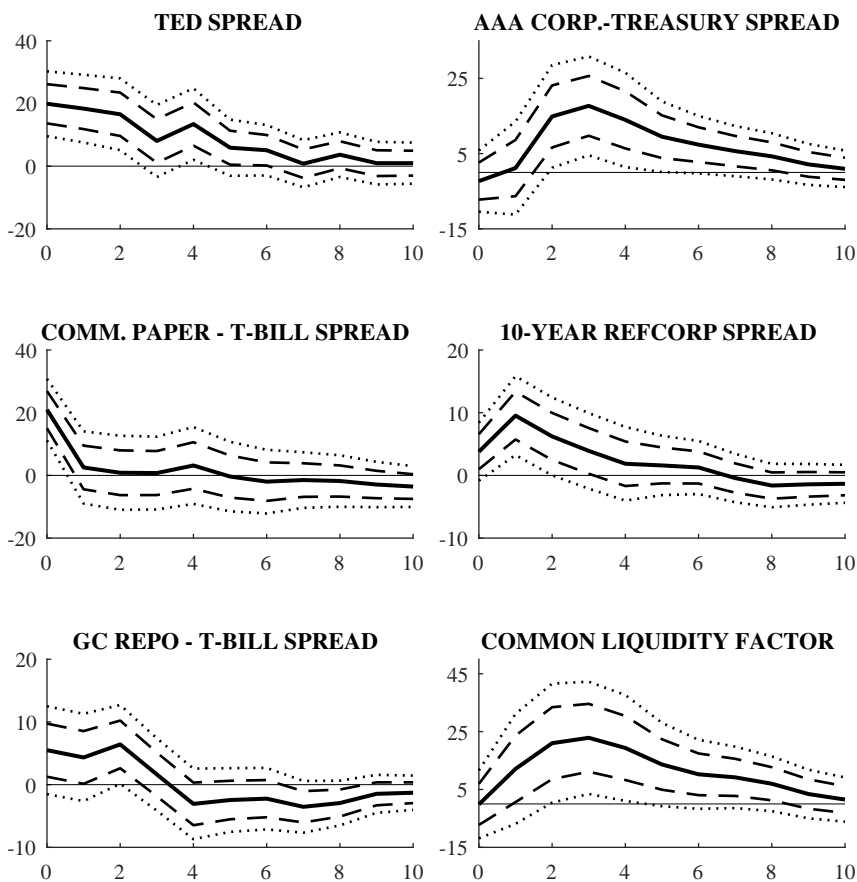 TED SPREAD
40
20
0
-20
0 2 4 6 8 10
AAA CORP.-TREASURY SPREAD
25
5
-15
0 2 4 6 8 10
COMM. PAPER - T-BILL SPREAD
40
20
0
-20
0 2 4 6 8 10
10-YEAR REFCORP SPREAD
20
10
0
-10
0 2 4 6 8 10
GC REPO - T-BILL SPREAD
20
10
0
-10
0 2 4 6 8 10
COMMON LIQUIDITY FACTOR
45
25
5
-15
0 2 4 6 8 10